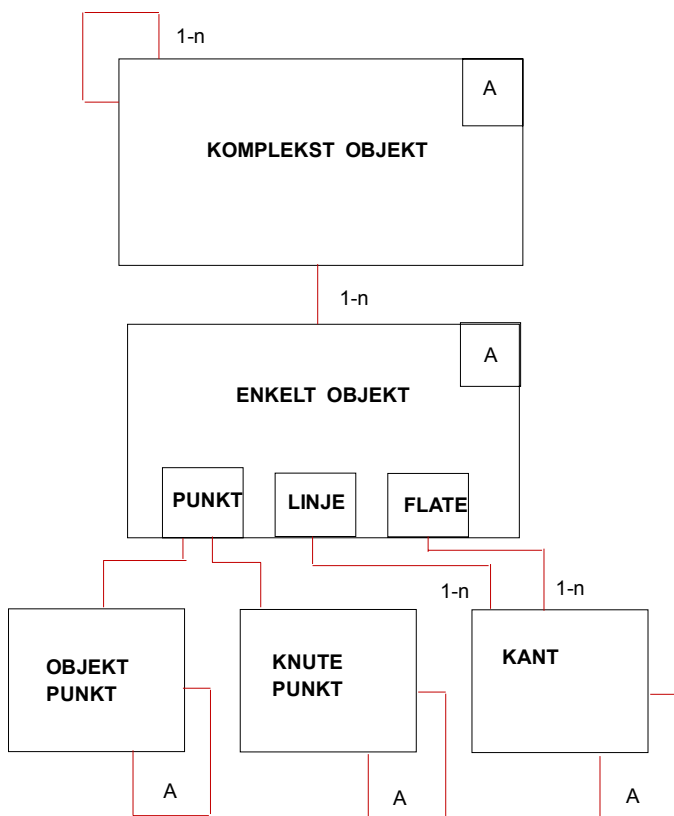 1-n
A
KOMPLEKST OBJEKT
1-n
A
ENKELT OBJEKT
PUNKT
LINJE
FLATE
1-n
1-n
OBJEKT
PUNKT
KNUTE
PUNKT
KANT
A
A
A